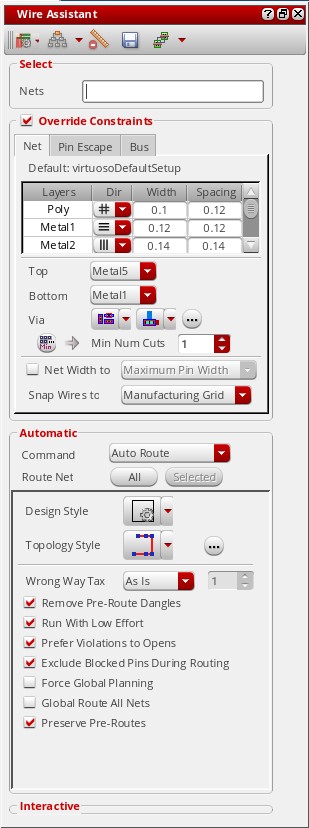 Wire Assistant
Select
Nets
Override Constraints
Net Pin Escape Bus
Default: virtuosoDefaultSetup
Layers Dir Width Spacing
Poly 0.1 0.12
Metal1 0.12 0.12
Metal2 0.14 0.14
Top Metal5
Bottom Metal1
Via ...
Min Min Num Cuts 1
Net Width to Maximum Pin Width
Snap Wires to Manufacturing Grid
Automatic
Command Auto Route
Route Net All Selected
Design Style
Topology Style ...
Wrong Way Tax As Is 1
Remove Pre-Route Dangles
Run With Low Effort
Prefer Violations to Opens
Exclude Blocked Pins During Routing
Force Global Planning
Global Route All Nets
Preserve Pre-Routes
Interactive